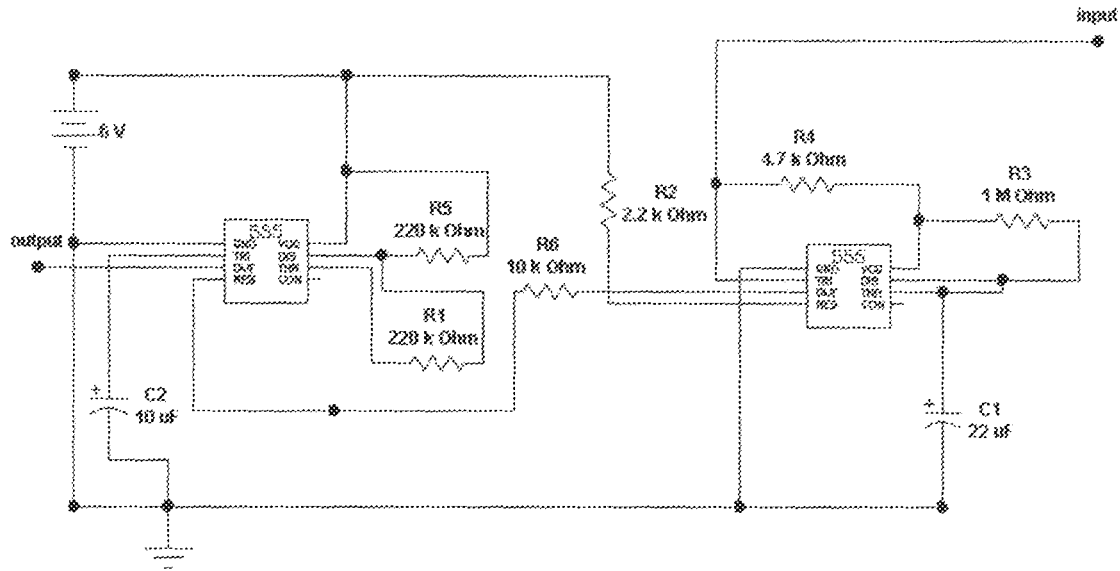 input
6 V
R4
4.7 k Ohm
R3
1 M Ohm
R2
2.2 k Ohm
R5
220 k Ohm
R6
10 k Ohm
output
555
555
R1
220 k Ohm
C2
10 uF
C1
22 uF